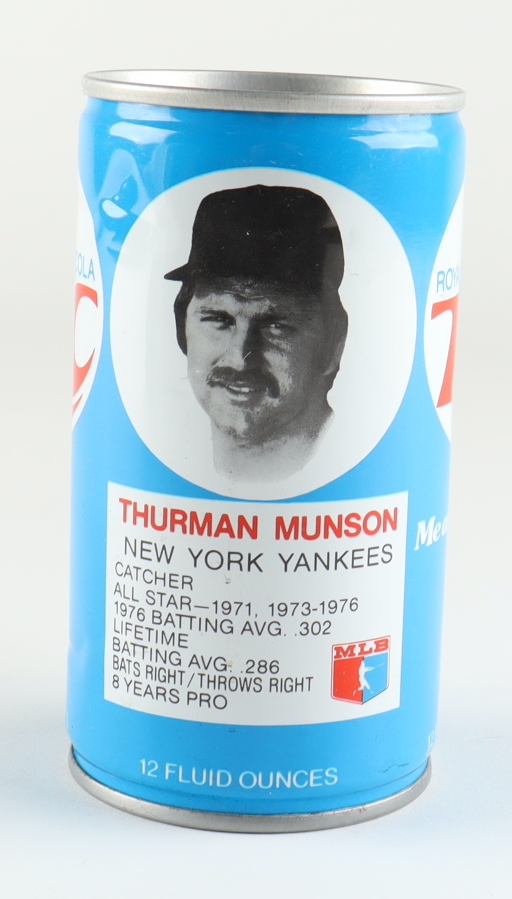 THURMAN MUNSON
NEW YORK YANKEES
CATCHER
ALL STAR—1971, 1973-1976
1976 BATTING AVG. .302
LIFETIME
BATTING AVG. .286
BATS RIGHT/THROWS RIGHT
8 YEARS PRO
MLB
12 FLUID OUNCES